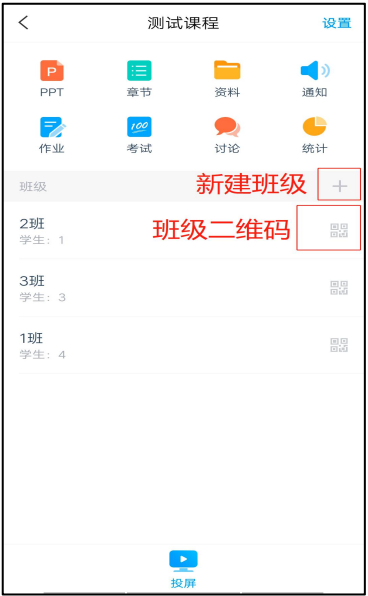 测试课程 设置
P
PPT 章节 资料 通知
100
作业 考试 讨论 统计
班级 新建班级
2班 班级二维码
学生：1
3班
学生：3
1班
学生：4
投屏